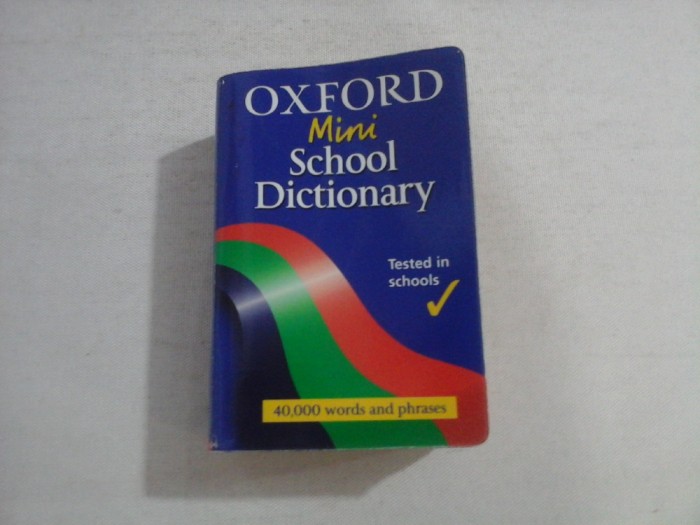 OXFORD
Mini
School
Dictionary
Tested in
schools
40,000 words and phrases